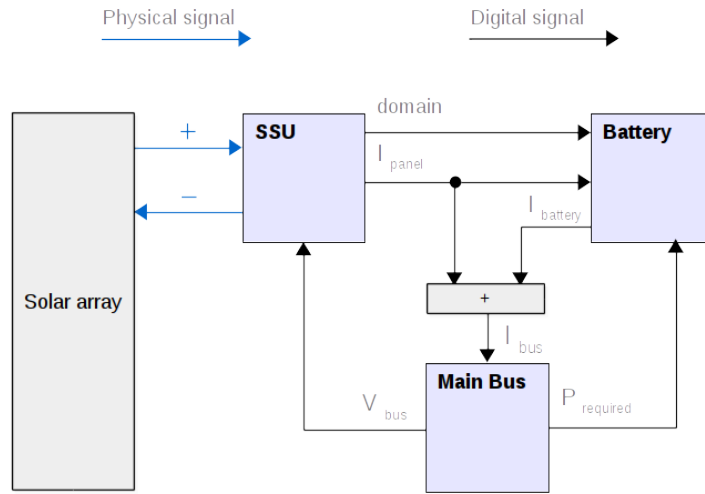 Physical signal
Digital signal
+
−
Solar array
SSU
domain
I panel
Battery
I battery
+
I bus
Main Bus
V bus
P required